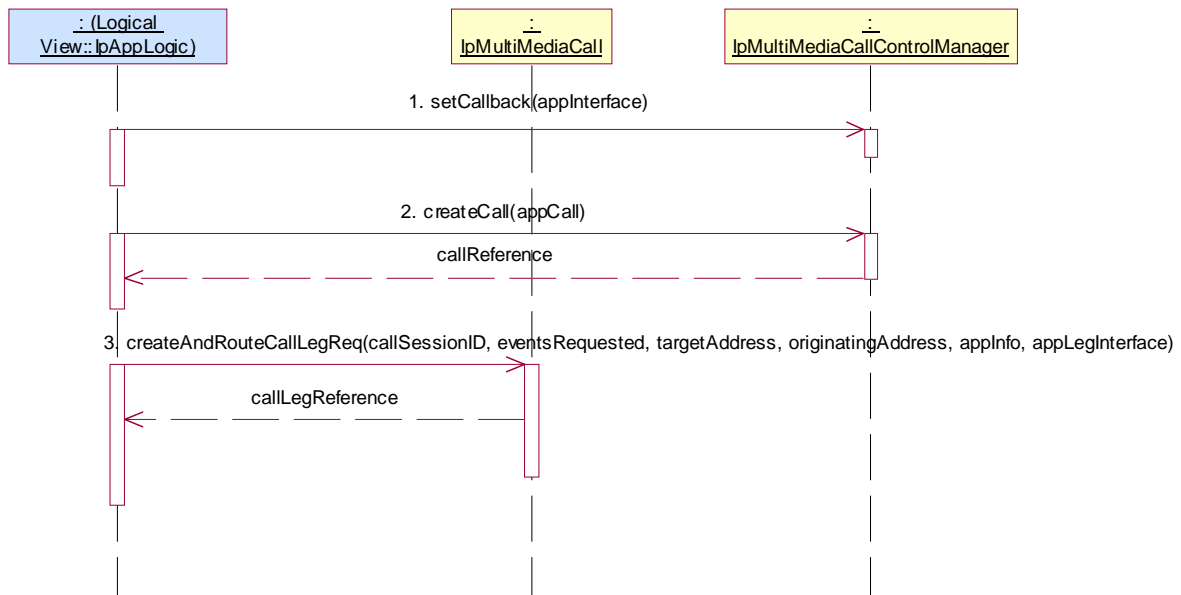 : (Logical
View::IpAppLogic)
:
IpMultiMediaCall
:
IpMultiMediaCallControlManager
1. setCallback(appInterface)
2. createCall(appCall)
callReference
3. createAndRouteCallLegReq(callSessionID, eventsRequested, targetAddress, originatingAddress, appInfo, appLegInterface)
callLegReference